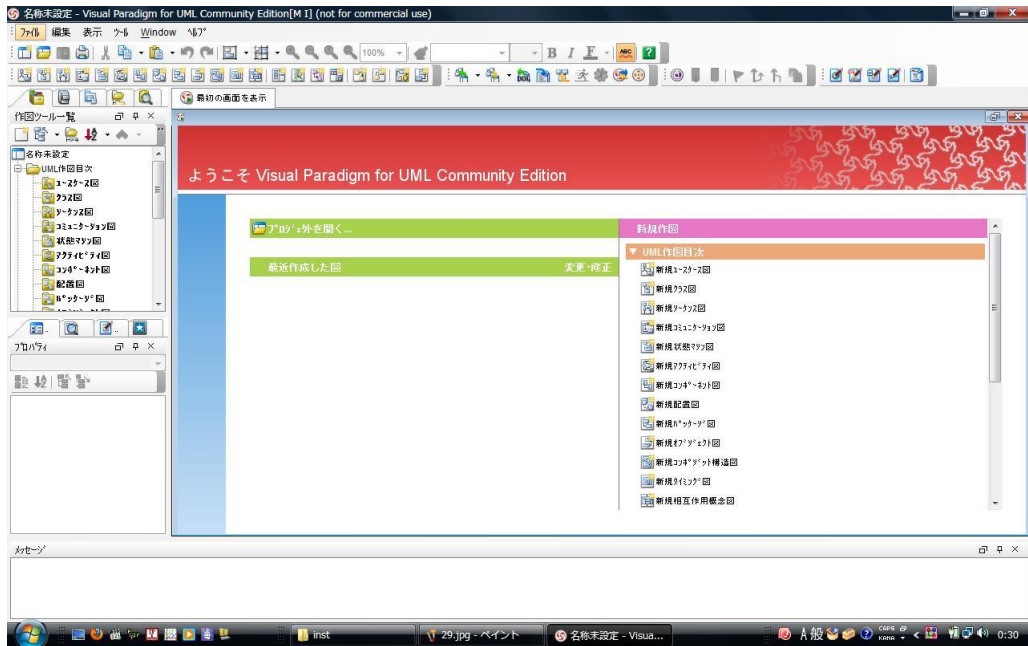 名称未設定 - Visual Paradigm for UML Community Edition[M I] (not for commercial use)
ファイル 編集 表示 ツール Window ヘルプ
100%
B I F
ABC
最初の画面を表示
作図ツール一覧
名称未設定
UML作図目次
ユースケース図
クラス図
シーケンス図
コミュニケーション図
状態マシン図
アクティビティ図
コンポーネント図
配置図
パッケージ図
プロパティ
ようこそ Visual Paradigm for UML Community Edition
プロジェクトを開く...
最近作成した図 変更・修正
新規作図
UML作図目次
新規ユースケース図
新規クラス図
新規シーケンス図
新規コミュニケーション図
新規状態マシン図
新規アクティビティ図
新規コンポーネント図
新規配置図
新規パッケージ図
新規オブジェクト図
新規コンポジット構造図
新規タイミング図
新規相互作用概念図
メッセージ
inst
29.jpg - ペイント
名称未設定 - Visua...
A 般
CAPS
KANA
0:30